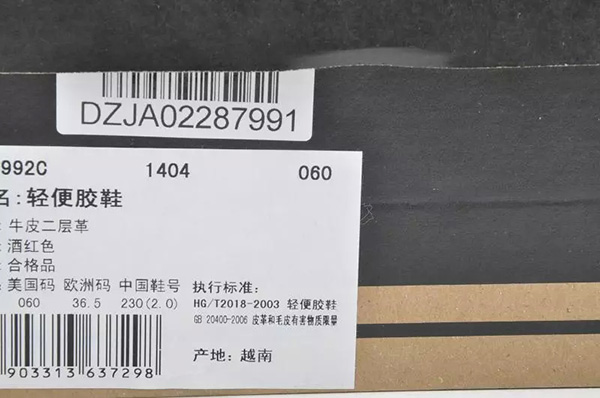 DZJA02287991
992C 1404 060
名:轻便胶鞋
:牛皮二层革
:酒红色
:合格品
:美国码 欧洲码 中国鞋号 执行标准:
060 36.5 230(2.0) HG/T2018-2003 轻便胶鞋
GB 20400-2006 皮革和毛皮有害物质限量
产地: 越南
903313 637298